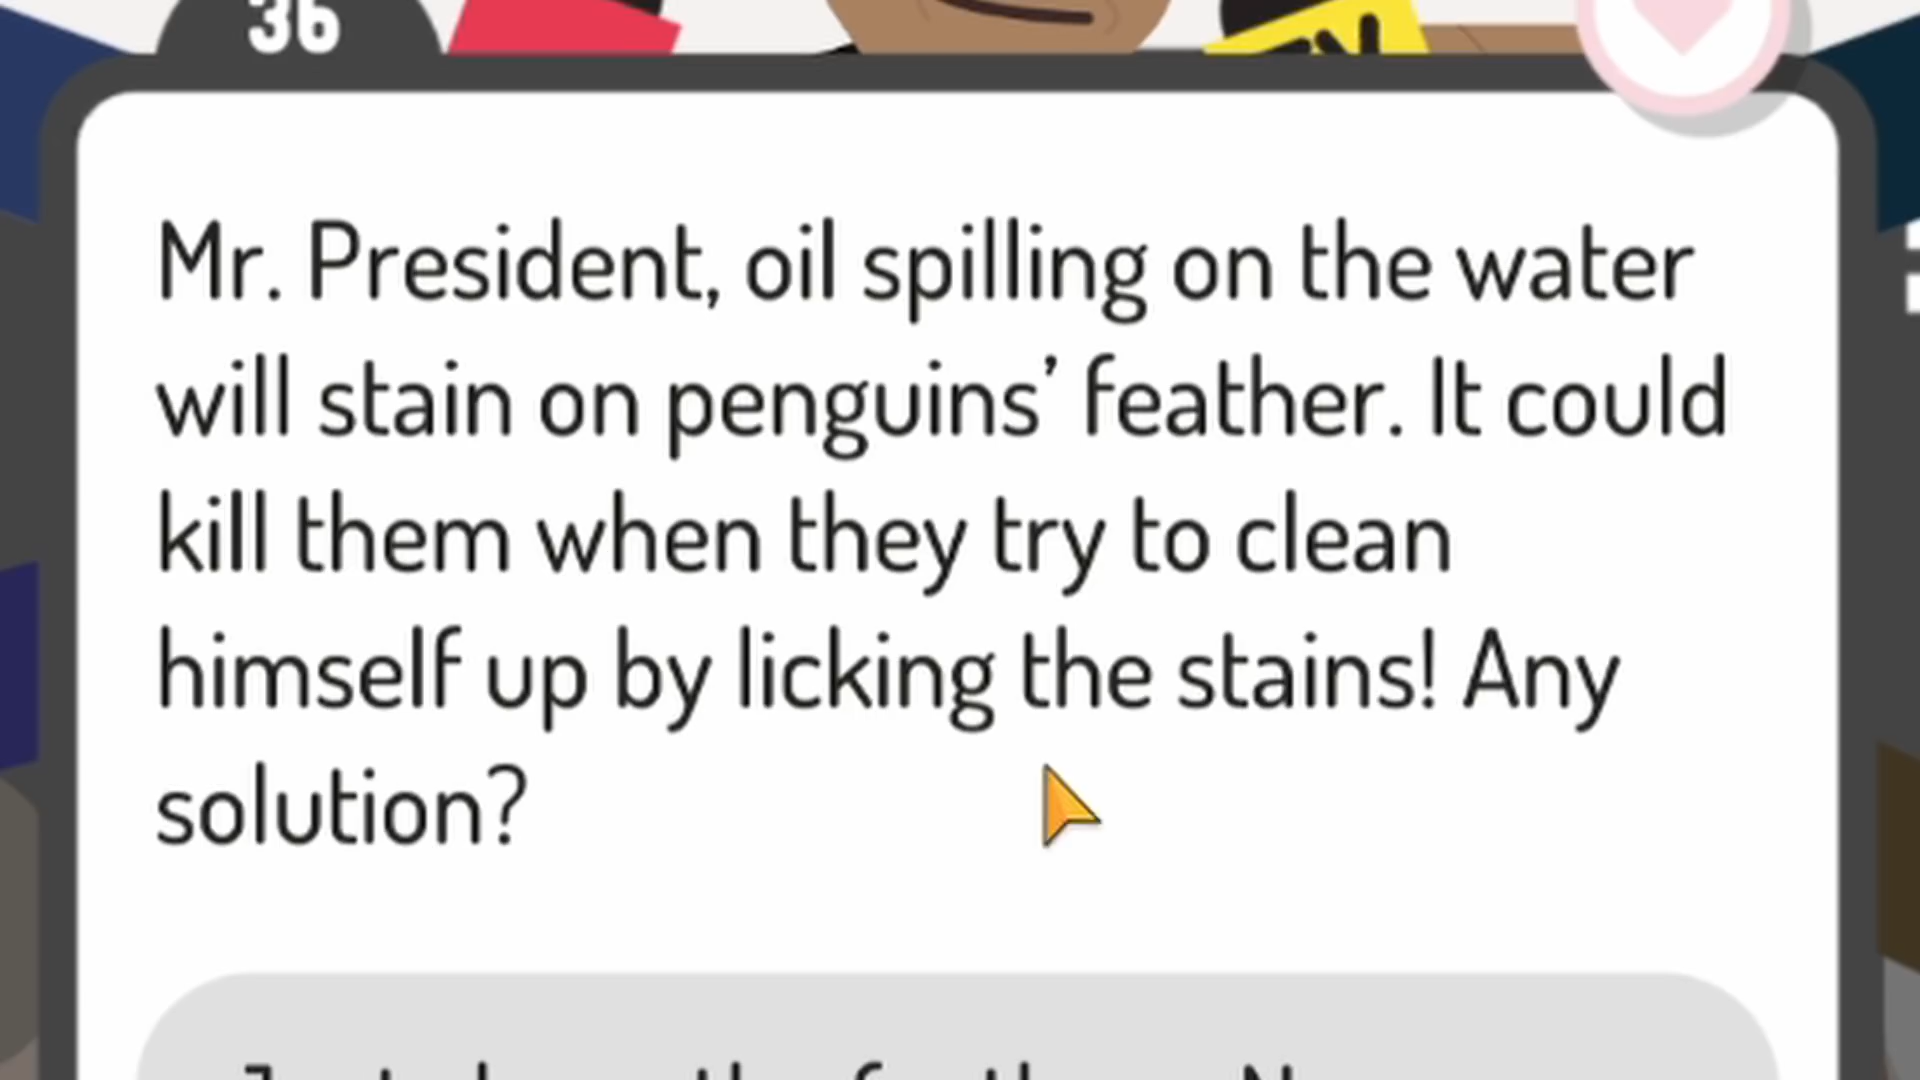 36
Mr. President, oil spilling on the water
will stain on penguins’ feather. It could
kill them when they try to clean
himself up by licking the stains! Any
solution?